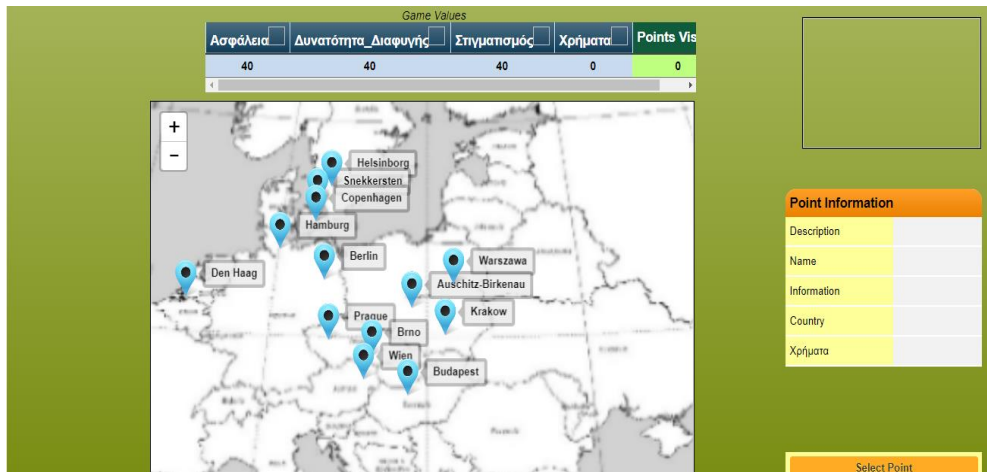 Game Values
Ασφάλεια Δυνατότητα_Διαφυγής Στιγματισμός Χρήματα Points Vis
40 40 40 0 0
+
−
Helsinborg
Snekkersten
Copenhagen
Hamburg
Berlin
Warszawa
Den Haag
Auschitz-Birkenau
Krakow
Prague
Brno
Wien
Budapest
Point Information
Description
Name
Information
Country
Χρήματα
Select Point